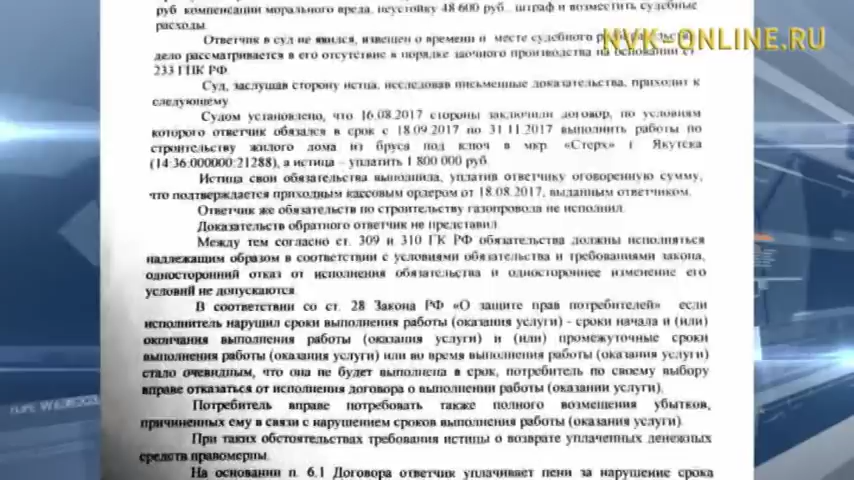 руб компенсации морального вреда, неустойку 48 600 руб., штраф и возместить судебные
расходы.
NVK-ONLINE.RU
Ответчик в суд не явился, извещен о времени и месте судебного
дело рассматривается в его отсутствие в порядке заочного производства на основании ст
233 ГПК РФ
Суд, заслушав сторону истца, исследовав письменные доказательства, приходит к
следующему
Судом установлено, что 16.08.2017 стороны заключили договор, по условиям
которого ответчик обязался в срок с 18.09.2017 по 31.11.2017 выполнить работы по
строительству жилого дома из бруса под ключ в мкр «Стерх» г Якутска
(14:36:000000:21288), а истица – уплатить 1 800 000 руб.
Истица свои обязательства выполнила, уплатив ответчику оговоренную сумму,
что подтверждается приходным кассовым ордером от 18.08.2017, выданным ответчиком.
Ответчик же обязательств по строительству газопровода не исполнил.
Доказательств обратного ответчик не представил
Между тем согласно ст. 309 и 310 ГК РФ обязательства должны исполняться
надлежащим образом в соответствии с условиями обязательства и требованиями закона,
односторонний отказ от исполнения обязательства и одностороннее изменение его
условий не допускаются.
В соответствии со ст. 28 Закона РФ «О защите прав потребителей» если
исполнитель нарушил сроки выполнения работы (оказания услуги) - сроки начала и (или)
окончания выполнения работы (оказания услуги) и (или) промежуточные сроки
выполнения работы (оказания услуги) или во время выполнения работы (оказания услуги)
стало очевидным, что она не будет выполнена в срок, потребитель по своему выбору
вправе отказаться от исполнения договора о выполнении работы (оказании услуги).
Потребитель вправе потребовать также полного возмещения убытков,
причиненных ему в связи с нарушением сроков выполнения работы (оказания услуги).
При таких обстоятельствах требования истицы о возврате уплаченных денежных
средств правомерны.
На основании п. 6.1 Договора ответчик уплачивает пени за нарушение срока